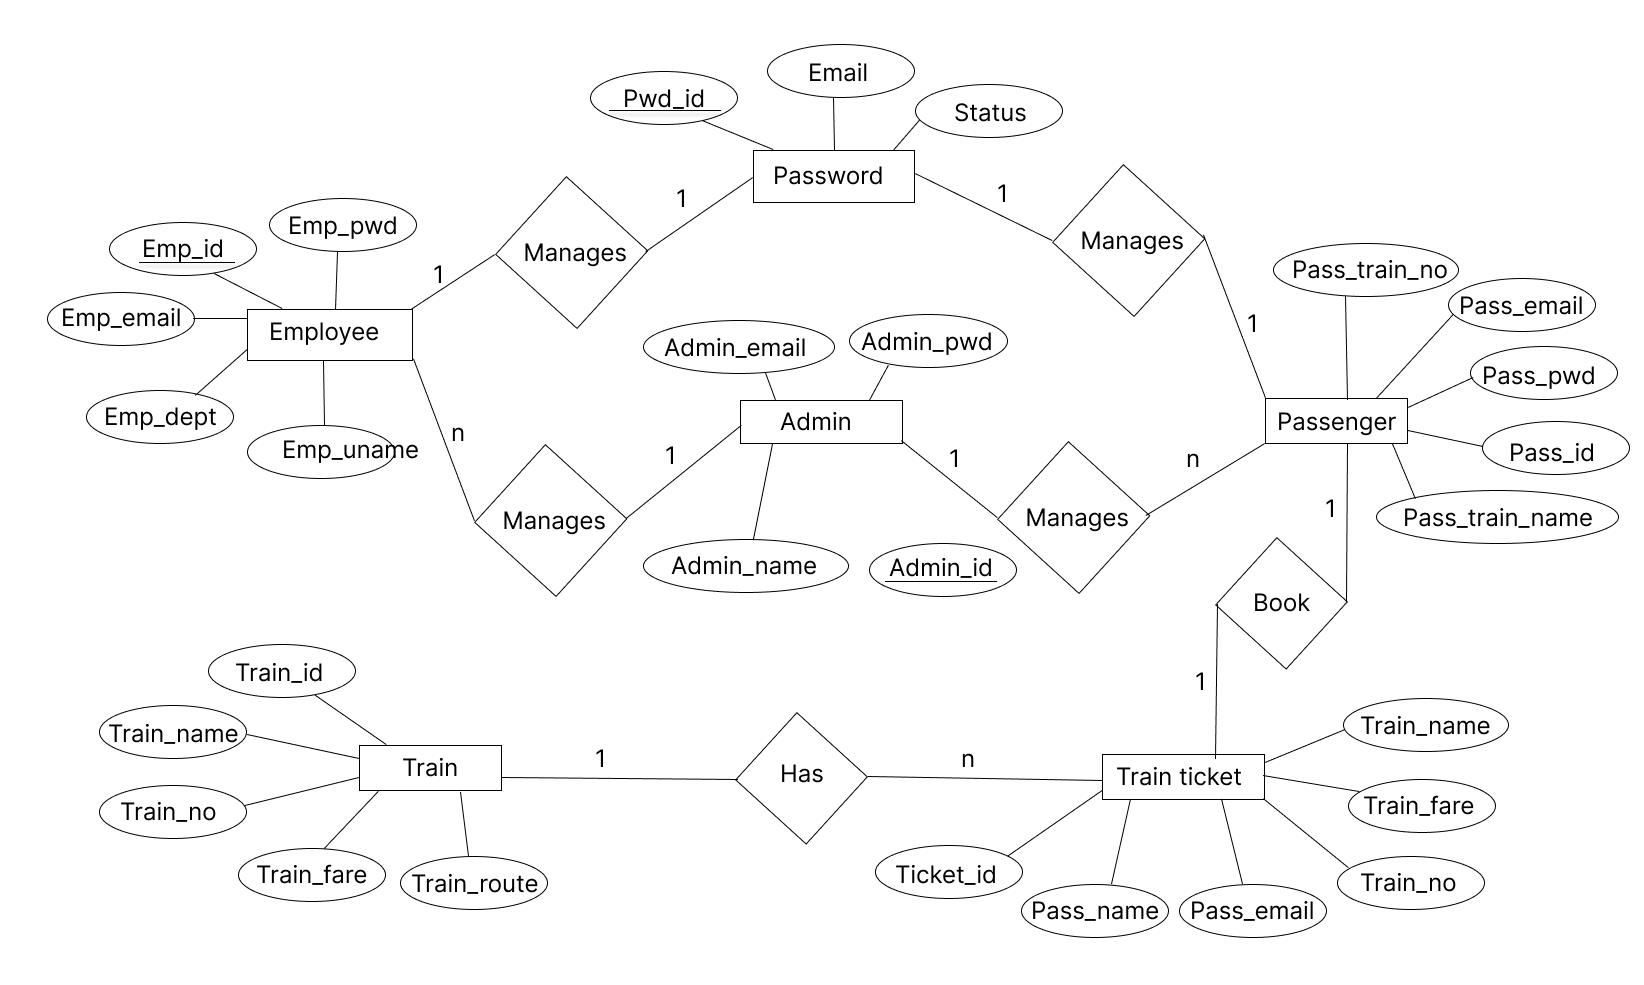 Email
Pwd_id
Status
Password
1
1
Emp_pwd
Emp_id
Manages
Manages
1
Pass_train_no
Pass_email
Emp_email
Employee
1
Admin_email
Admin_pwd
Pass_pwd
Emp_dept
Admin
Passenger
n
Emp_uname
1
1
n
Pass_id
1
Manages
Manages
Pass_train_name
Admin_name
Admin_id
Book
Train_id
1
Train_name
Train_name
Train
1
Has
n
Train ticket
Train_no
Train_fare
Train_fare
Train_route
Ticket_id
Train_no
Pass_name
Pass_email